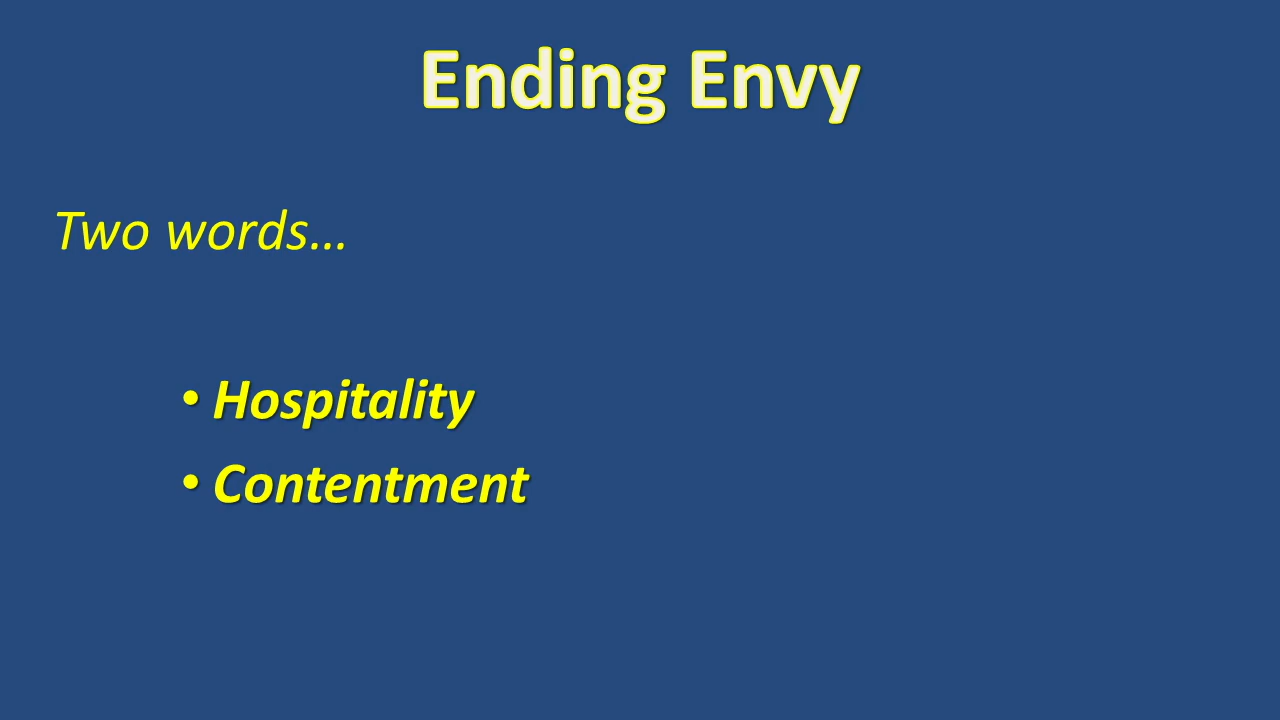 Ending Envy
Two words…
• Hospitality
• Contentment